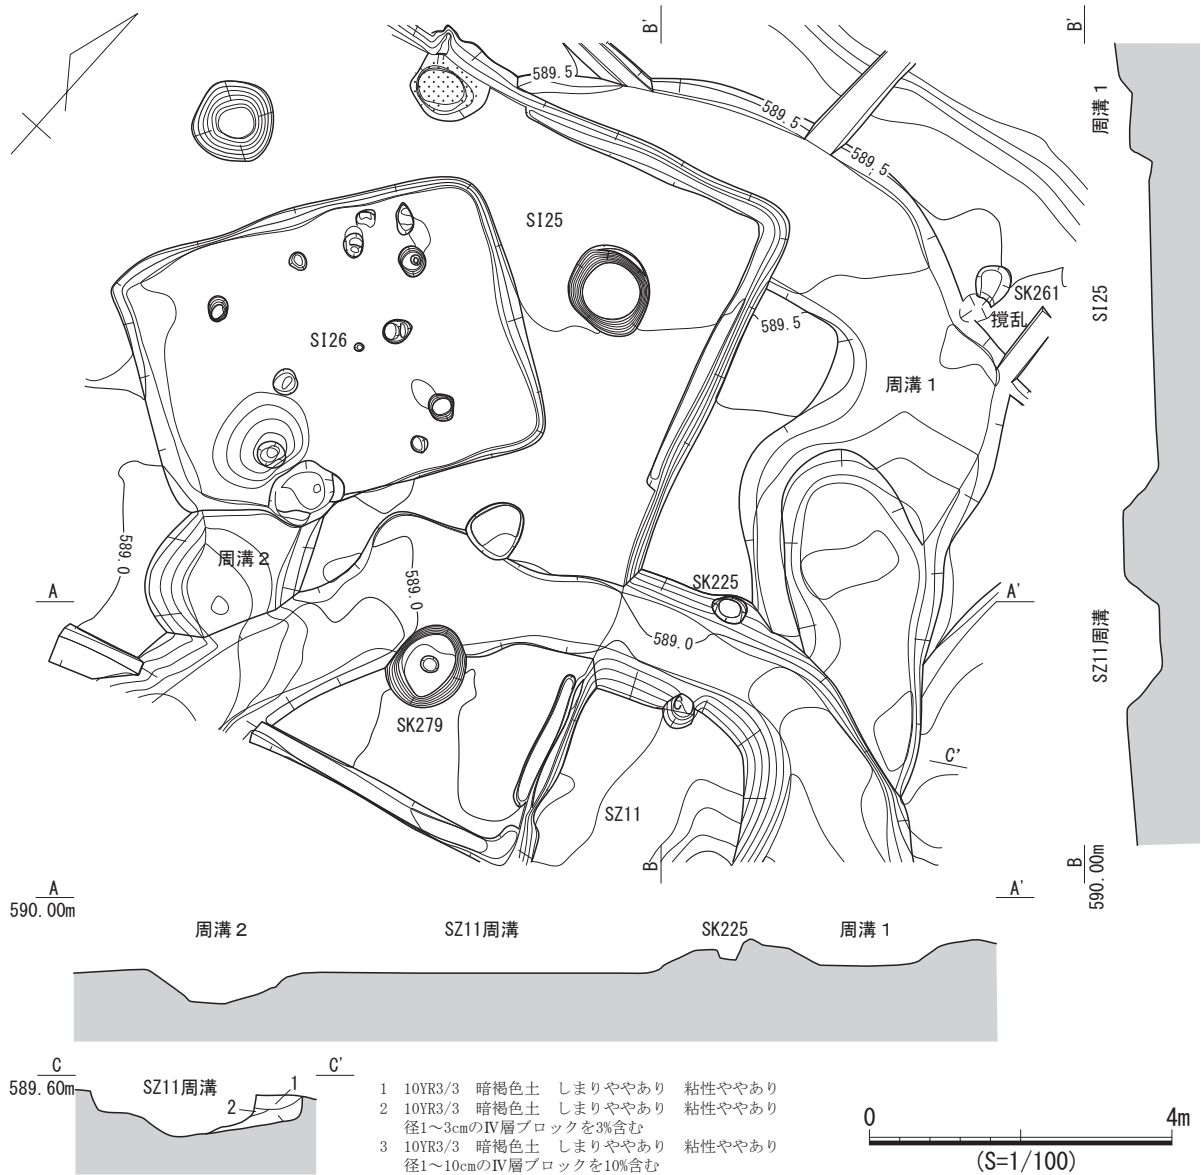 B'
B'
589.5
589.5
589.5
周溝1
SI25
SK261
SI25
撹乱
589.5
SI26
周溝1
589.0
周溝2
589.0
SK225
A
A'
589.0
SZ11周溝
SK279
C'
SZ11
B
B
590.00m
A
A'
590.00m
周溝2
SZ11周溝
SK225
周溝1
C
C'
589.60m
SZ11周溝
1
2
1 10YR3/3 暗褐色土 しまりややあり 粘性ややあり
2 10YR3/3 暗褐色土 しまりややあり 粘性ややあり
径1～3cmのⅣ層ブロックを3%含む
3 10YR3/3 暗褐色土 しまりややあり 粘性ややあり
径1～10cmのⅣ層ブロックを10%含む
0
4m
(S=1/100)